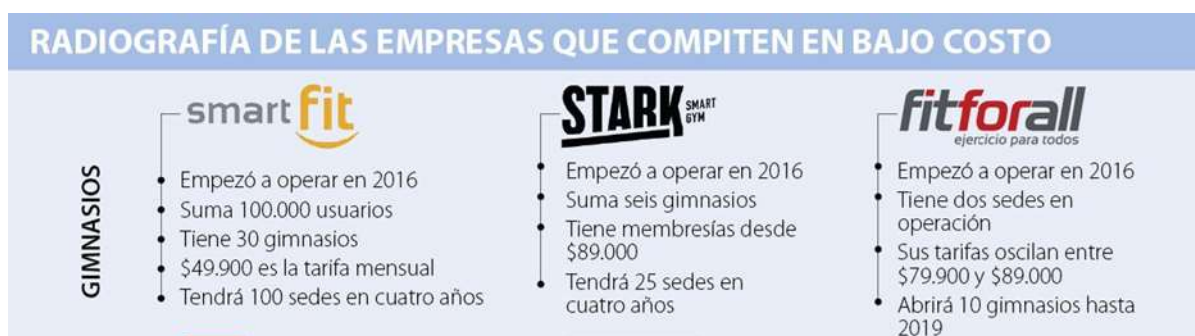 RADIOGRAFÍA DE LAS EMPRESAS QUE COMPITEN EN BAJO COSTO
GIMNASIOS
smartfit
Empezó a operar en 2016
Suma 100.000 usuarios
Tiene 30 gimnasios
$49.900 es la tarifa mensual
Tendrá 100 sedes en cuatro años
STARK SMART
GYM
Empezó a operar en 2016
Suma seis gimnasios
Tiene membresías desde
$89.000
Tendrá 25 sedes en
cuatro años
fitforall
ejercicio para todos
Empezó a operar en 2016
Tiene dos sedes en
operación
Sus tarifas oscilan entre
$79.900 y $89.000
Abrirá 10 gimnasios hasta
2019